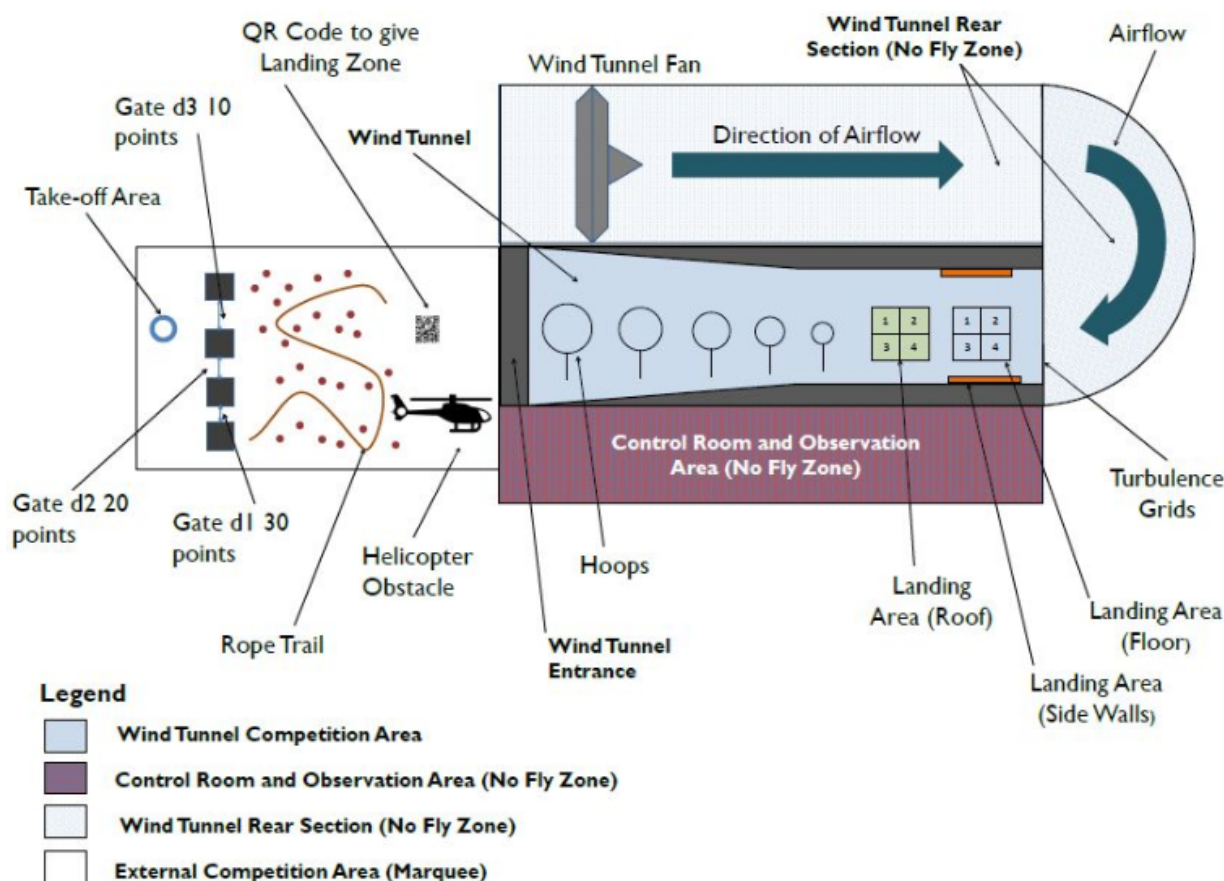 QR Code to give
Landing Zone
Wind Tunnel Rear
Section (No Fly Zone)
Airflow
Wind Tunnel Fan
Gate d3 10
points
Wind Tunnel
Direction of Airflow
Take-off Area
1 2
3 4
1 2
3 4
Control Room and Observation
Area (No Fly Zone)
Gate d2 20
points
Gate d1 30
points
Helicopter
Obstacle
Hoops
Turbulence
Grids
Landing
Area (Roof)
Landing Area
(Floor)
Rope Trail
Wind Tunnel
Entrance
Landing Area
(Side Walls)
Legend
Wind Tunnel Competition Area
Control Room and Observation Area (No Fly Zone)
Wind Tunnel Rear Section (No Fly Zone)
External Competition Area (Marquee)